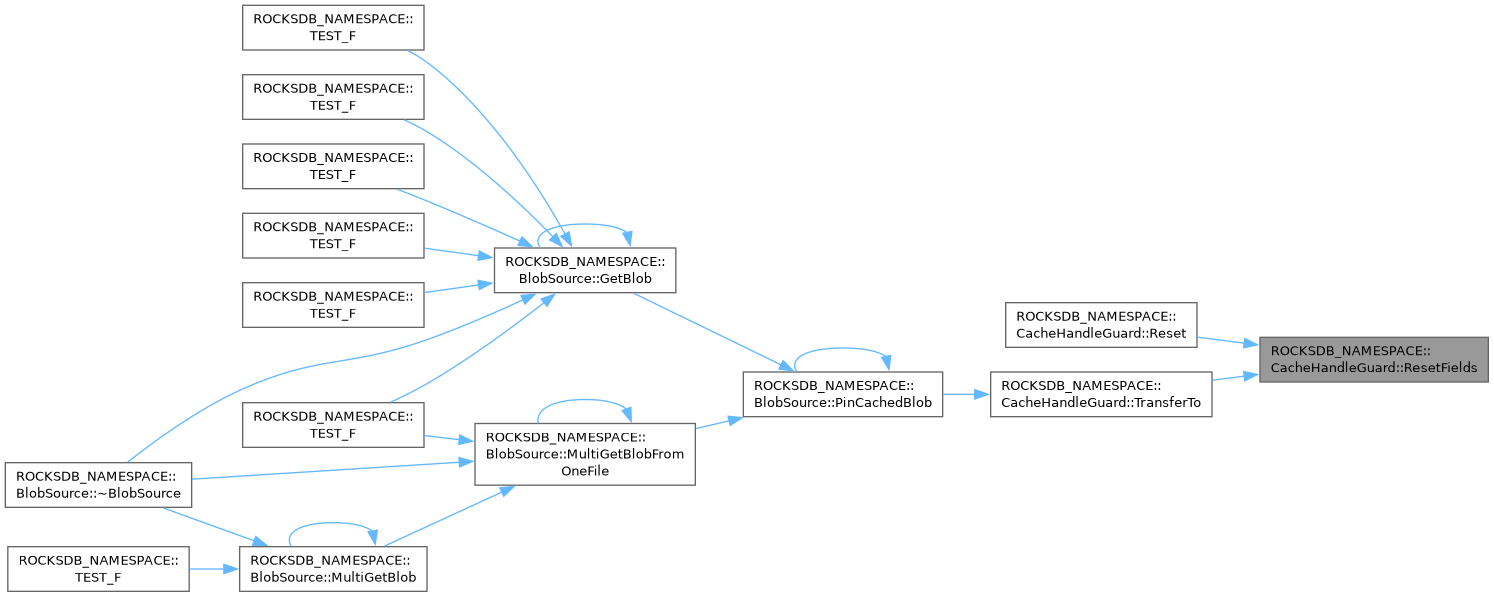 ROCKSDB_NAMESPACE::
TEST_F
ROCKSDB_NAMESPACE::
TEST_F
ROCKSDB_NAMESPACE::
TEST_F
ROCKSDB_NAMESPACE::
TEST_F
ROCKSDB_NAMESPACE::
BlobSource::GetBlob
ROCKSDB_NAMESPACE::
TEST_F
ROCKSDB_NAMESPACE::
CacheHandleGuard::Reset
ROCKSDB_NAMESPACE::
CacheHandleGuard::ResetFields
ROCKSDB_NAMESPACE::
BlobSource::PinCachedBlob
ROCKSDB_NAMESPACE::
CacheHandleGuard::TransferTo
ROCKSDB_NAMESPACE::
TEST_F
ROCKSDB_NAMESPACE::
BlobSource::MultiGetBlobFrom
OneFile
ROCKSDB_NAMESPACE::
BlobSource::~BlobSource
ROCKSDB_NAMESPACE::
TEST_F
ROCKSDB_NAMESPACE::
BlobSource::MultiGetBlob